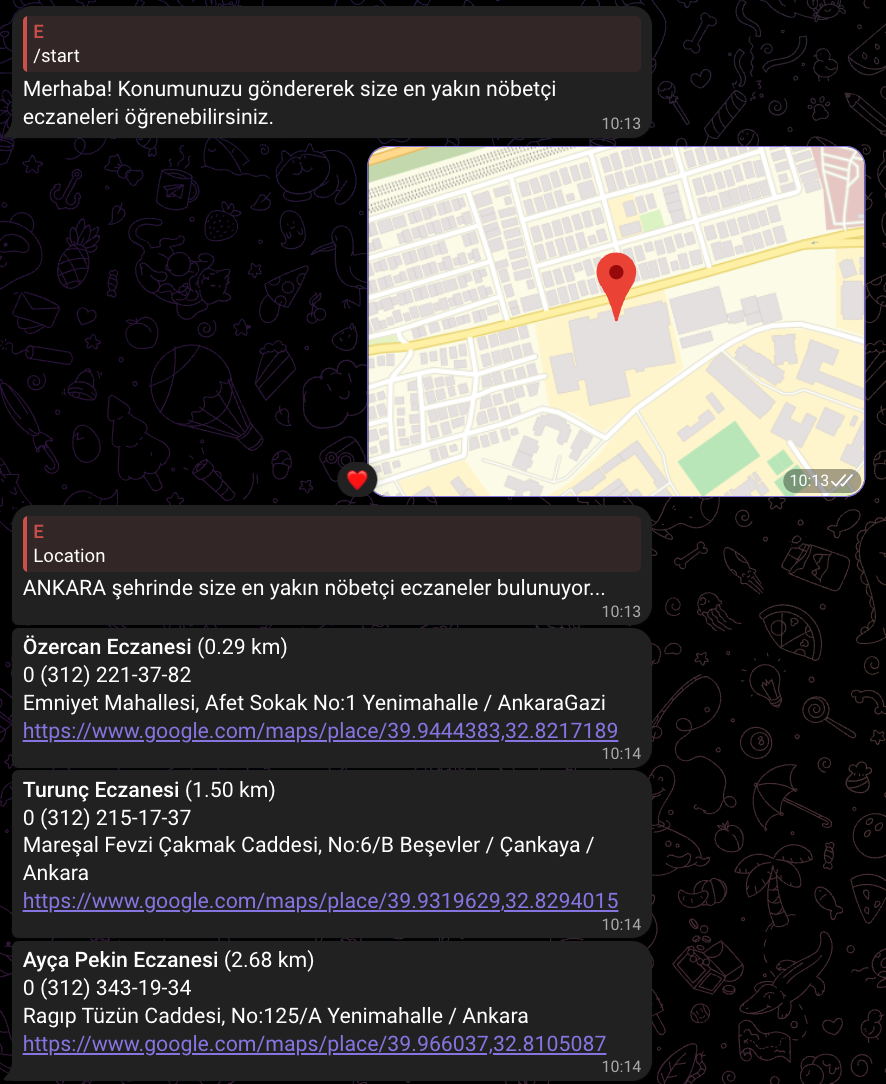 E
/start
Merhaba! Konumunuzu göndererek size en yakın nöbetçi
eczaneleri öğrenebilirsiniz.
10:13
10:13
E
Location
ANKARA şehrinde size en yakın nöbetçi eczaneler bulunuyor...
10:13
Özercan Eczanesi (0.29 km)
0 (312) 221-37-82
Emniyet Mahallesi, Afet Sokak No:1 Yenimahalle / AnkaraGazi
https://www.google.com/maps/place/39.9444383,32.8217189
10:14
Turunç Eczanesi (1.50 km)
0 (312) 215-17-37
Mareşal Fevzi Çakmak Caddesi, No:6/B Beşevler / Çankaya /
Ankara
https://www.google.com/maps/place/39.9319629,32.8294015
10:14
Ayça Pekin Eczanesi (2.68 km)
0 (312) 343-19-34
Ragıp Tüzün Caddesi, No:125/A Yenimahalle / Ankara
https://www.google.com/maps/place/39.966037,32.8105087
10:14